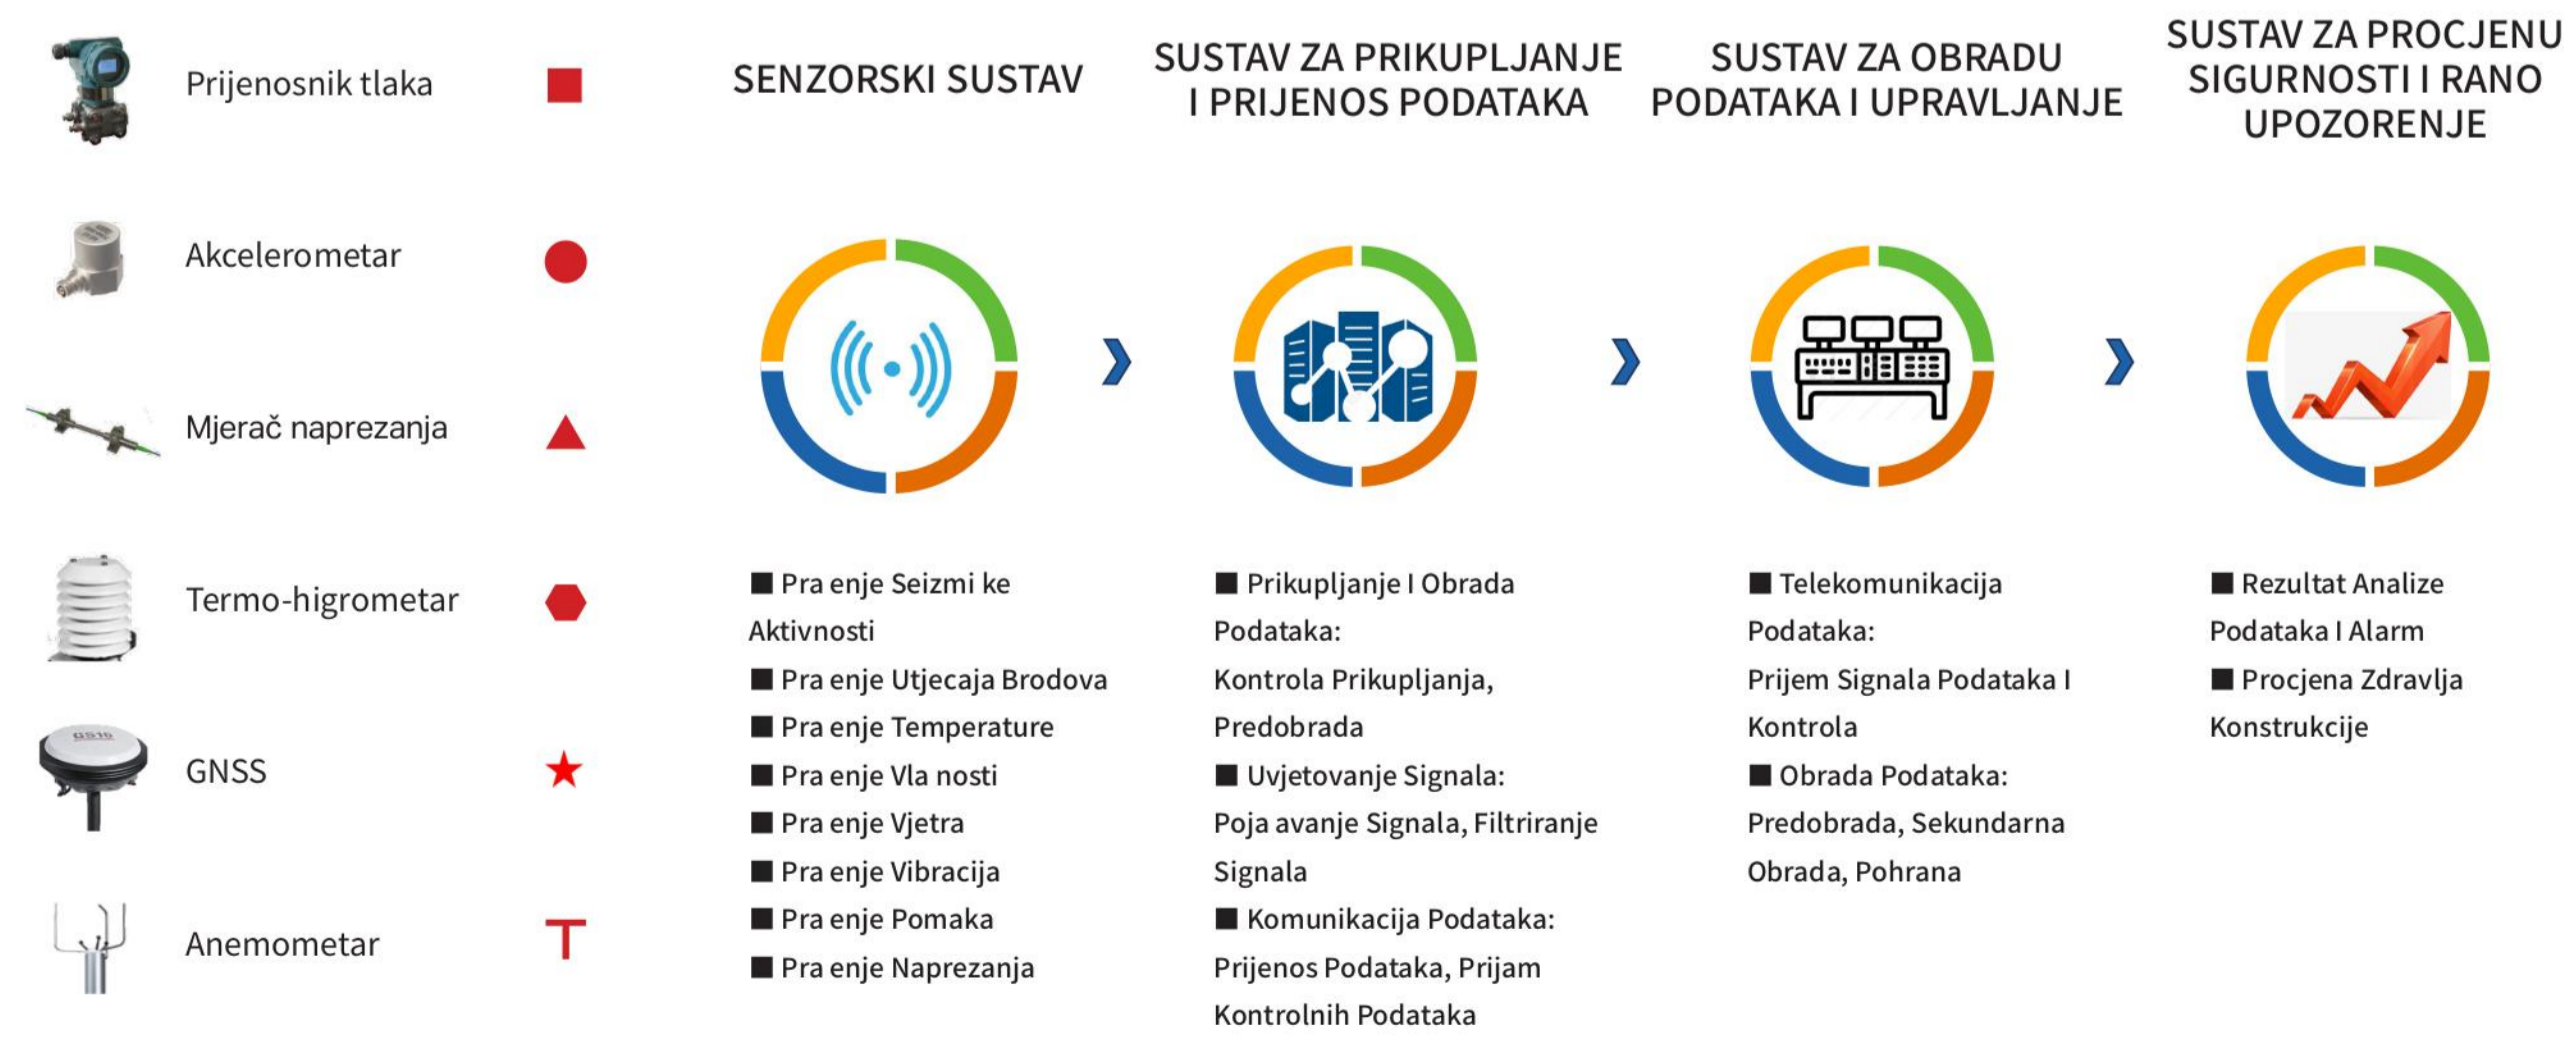 Prijenosnik tlaka
Akcelerometar
Mjerač naprezanja
Termo-higrometar
GS16
GNSS
Anemometar
SENZORSKI SUSTAV
■ Pra enje Seizmi ke
Aktivnosti
■ Pra enje Utjecaja Brodova
■ Pra enje Temperature
■ Pra enje Vla nosti
■ Pra enje Vjetra
■ Pra enje Vibracija
■ Pra enje Pomaka
■ Pra enje Naprezanja
SUSTAV ZA PRIKUPLJANJE
I PRIJENOS PODATAKA
■ Prikupljanje I Obrada
Podataka:
Kontrola Prikupljanja,
Predobrada
■ Uvjetovanje Signala:
Poja avanje Signala, Filtriranje
Signala
■ Komunikacija Podataka:
Prijenos Podataka, Prijam
Kontrolnih Podataka
SUSTAV ZA OBRADU
PODATAKA I UPRAVLJANJE
■ Telekomunikacija
Podataka:
Prijem Signala Podataka I
Kontrola
■ Obrada Podataka:
Predobrada, Sekundarna
Obrada, Pohrana
SUSTAV ZA PROCJENU
SIGURNOSTI I RANO
UPOZORENJE
■ Rezultat Analize
Podataka I Alarm
■ Procjena Zdravlja
Konstrukcije